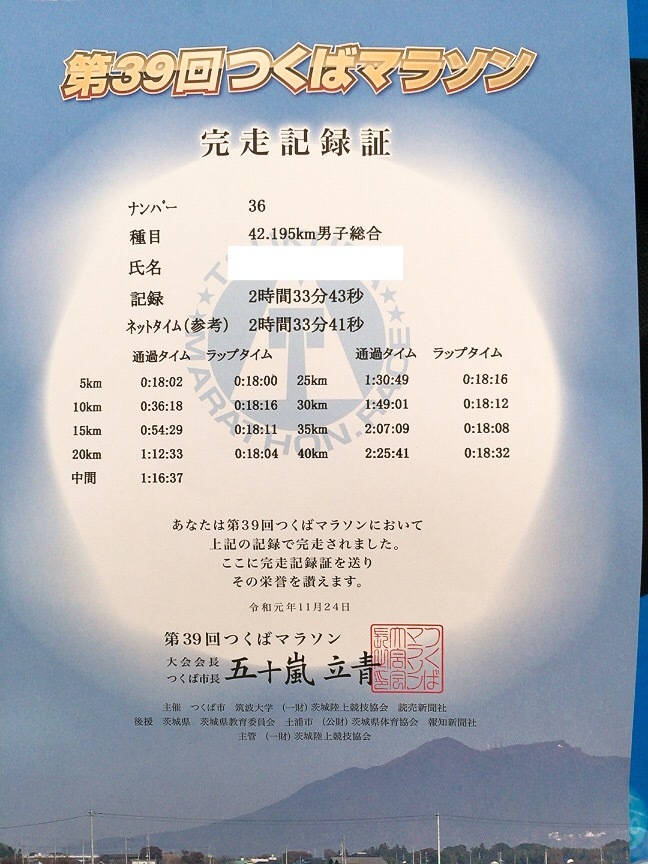 第39回つくばマラソン
完走記録証
ナンバー 36
種目 42.195km男子総合
氏名
記録 2時間33分43秒
ネットタイム(参考) 2時間33分41秒
通過タイム ラップタイム 通過タイム ラップタイム
5km 0:18:02 0:18:00 25km 1:30:49 0:18:16
10km 0:36:18 0:18:16 30km 1:49:01 0:18:12
15km 0:54:29 0:18:11 35km 2:07:09 0:18:08
20km 1:12:33 0:18:04 40km 2:25:41 0:18:32
中間 1:16:37
MARATHON.RACE
あなたは第39回つくばマラソンにおいて
上記の記録で完走されました。
ここに完走記録証を送り
その栄誉を讃えます。
令和元年11月24日
第39回つくばマラソン
大会会長
つくば市長 五十嵐 立青
主催 つくば市 筑波大学 (一財)茨城陸上競技協会 読売新聞社
後援 茨城県 茨城県教育委員会 土浦市 (公財)茨城県体育協会 報知新聞社
主管 (一財)茨城陸上競技協会